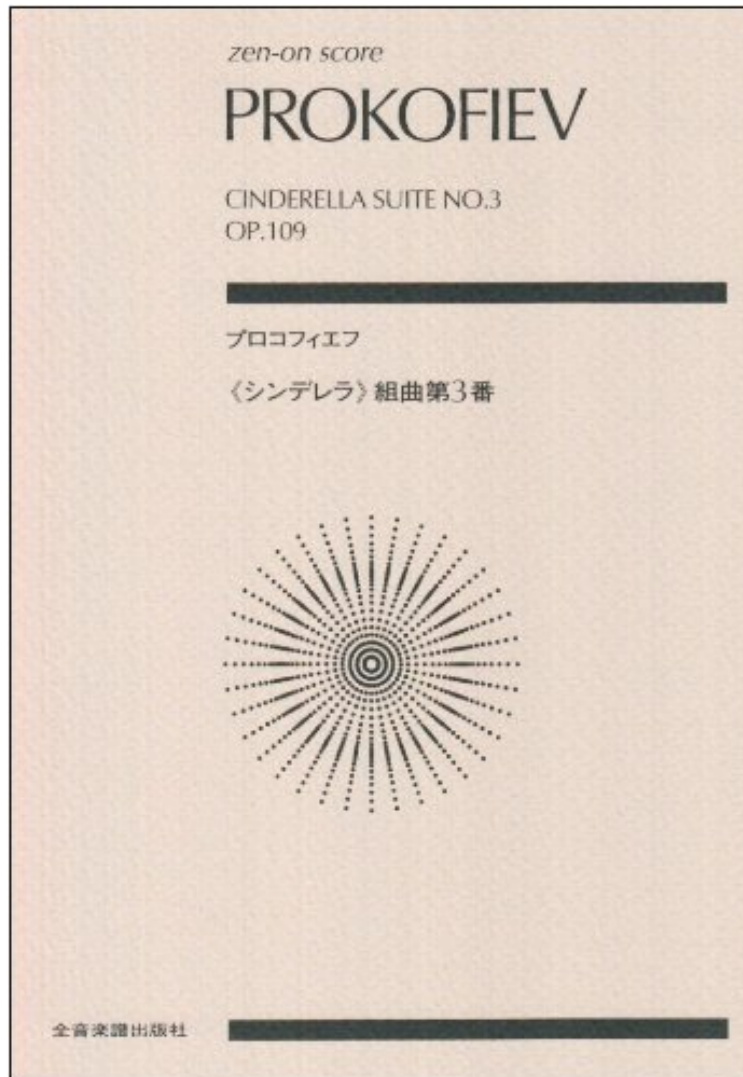 zen-on score
PROKOFIEV
CINDERELLA SUITE NO.3
OP.109
プロコフィエフ
《シンデレラ》組曲第3番
全音楽譜出版社